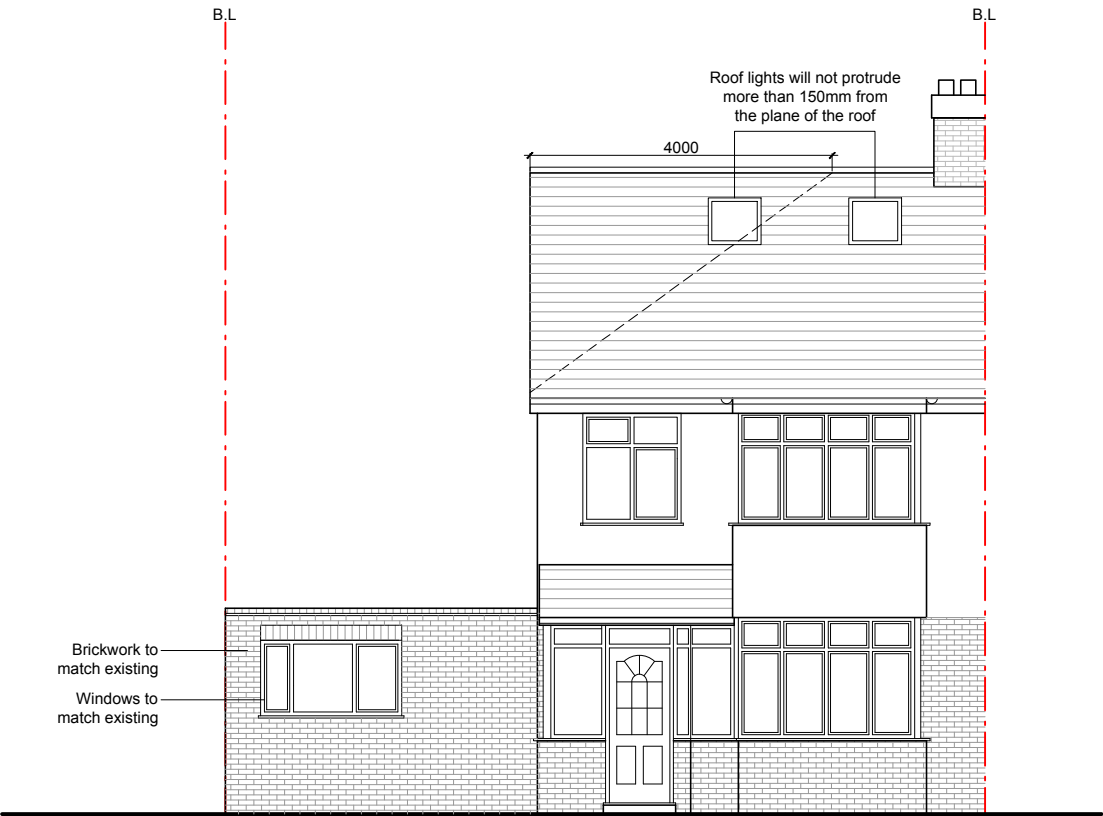 B.L
B.L
Roof lights will not protrude
more than 150mm from
the plane of the roof
4000
Brickwork to
match existing
Windows to
match existing